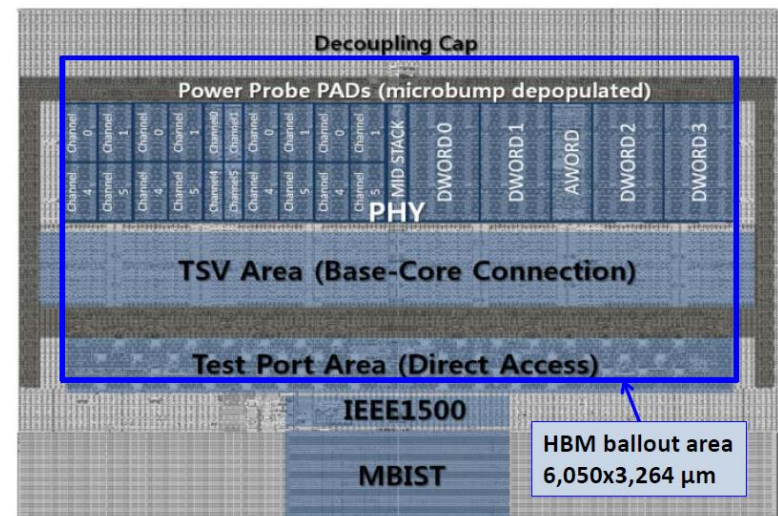 Decoupling Cap
Power Probe PADs (microbump depopulated)
Channel 0
Channel 1
Channel 0
Channel 1
Channel0
Channel1
Channel 0
Channel 1
Channel 0
Channel 1
MID STACK
DWORD0
DWORD1
AWORD
DWORD2
DWORD3
Channel 4
Channel 5
Channel 4
Channel 5
Channel4
Channel5
Channel 4
Channel 5
Channel 4
Channel 5
PHY
TSV Area (Base-Core Connection)
Test Port Area (Direct Access)
IEEE1500
HBM ballout area
6,050x3,264 μm
MBIST